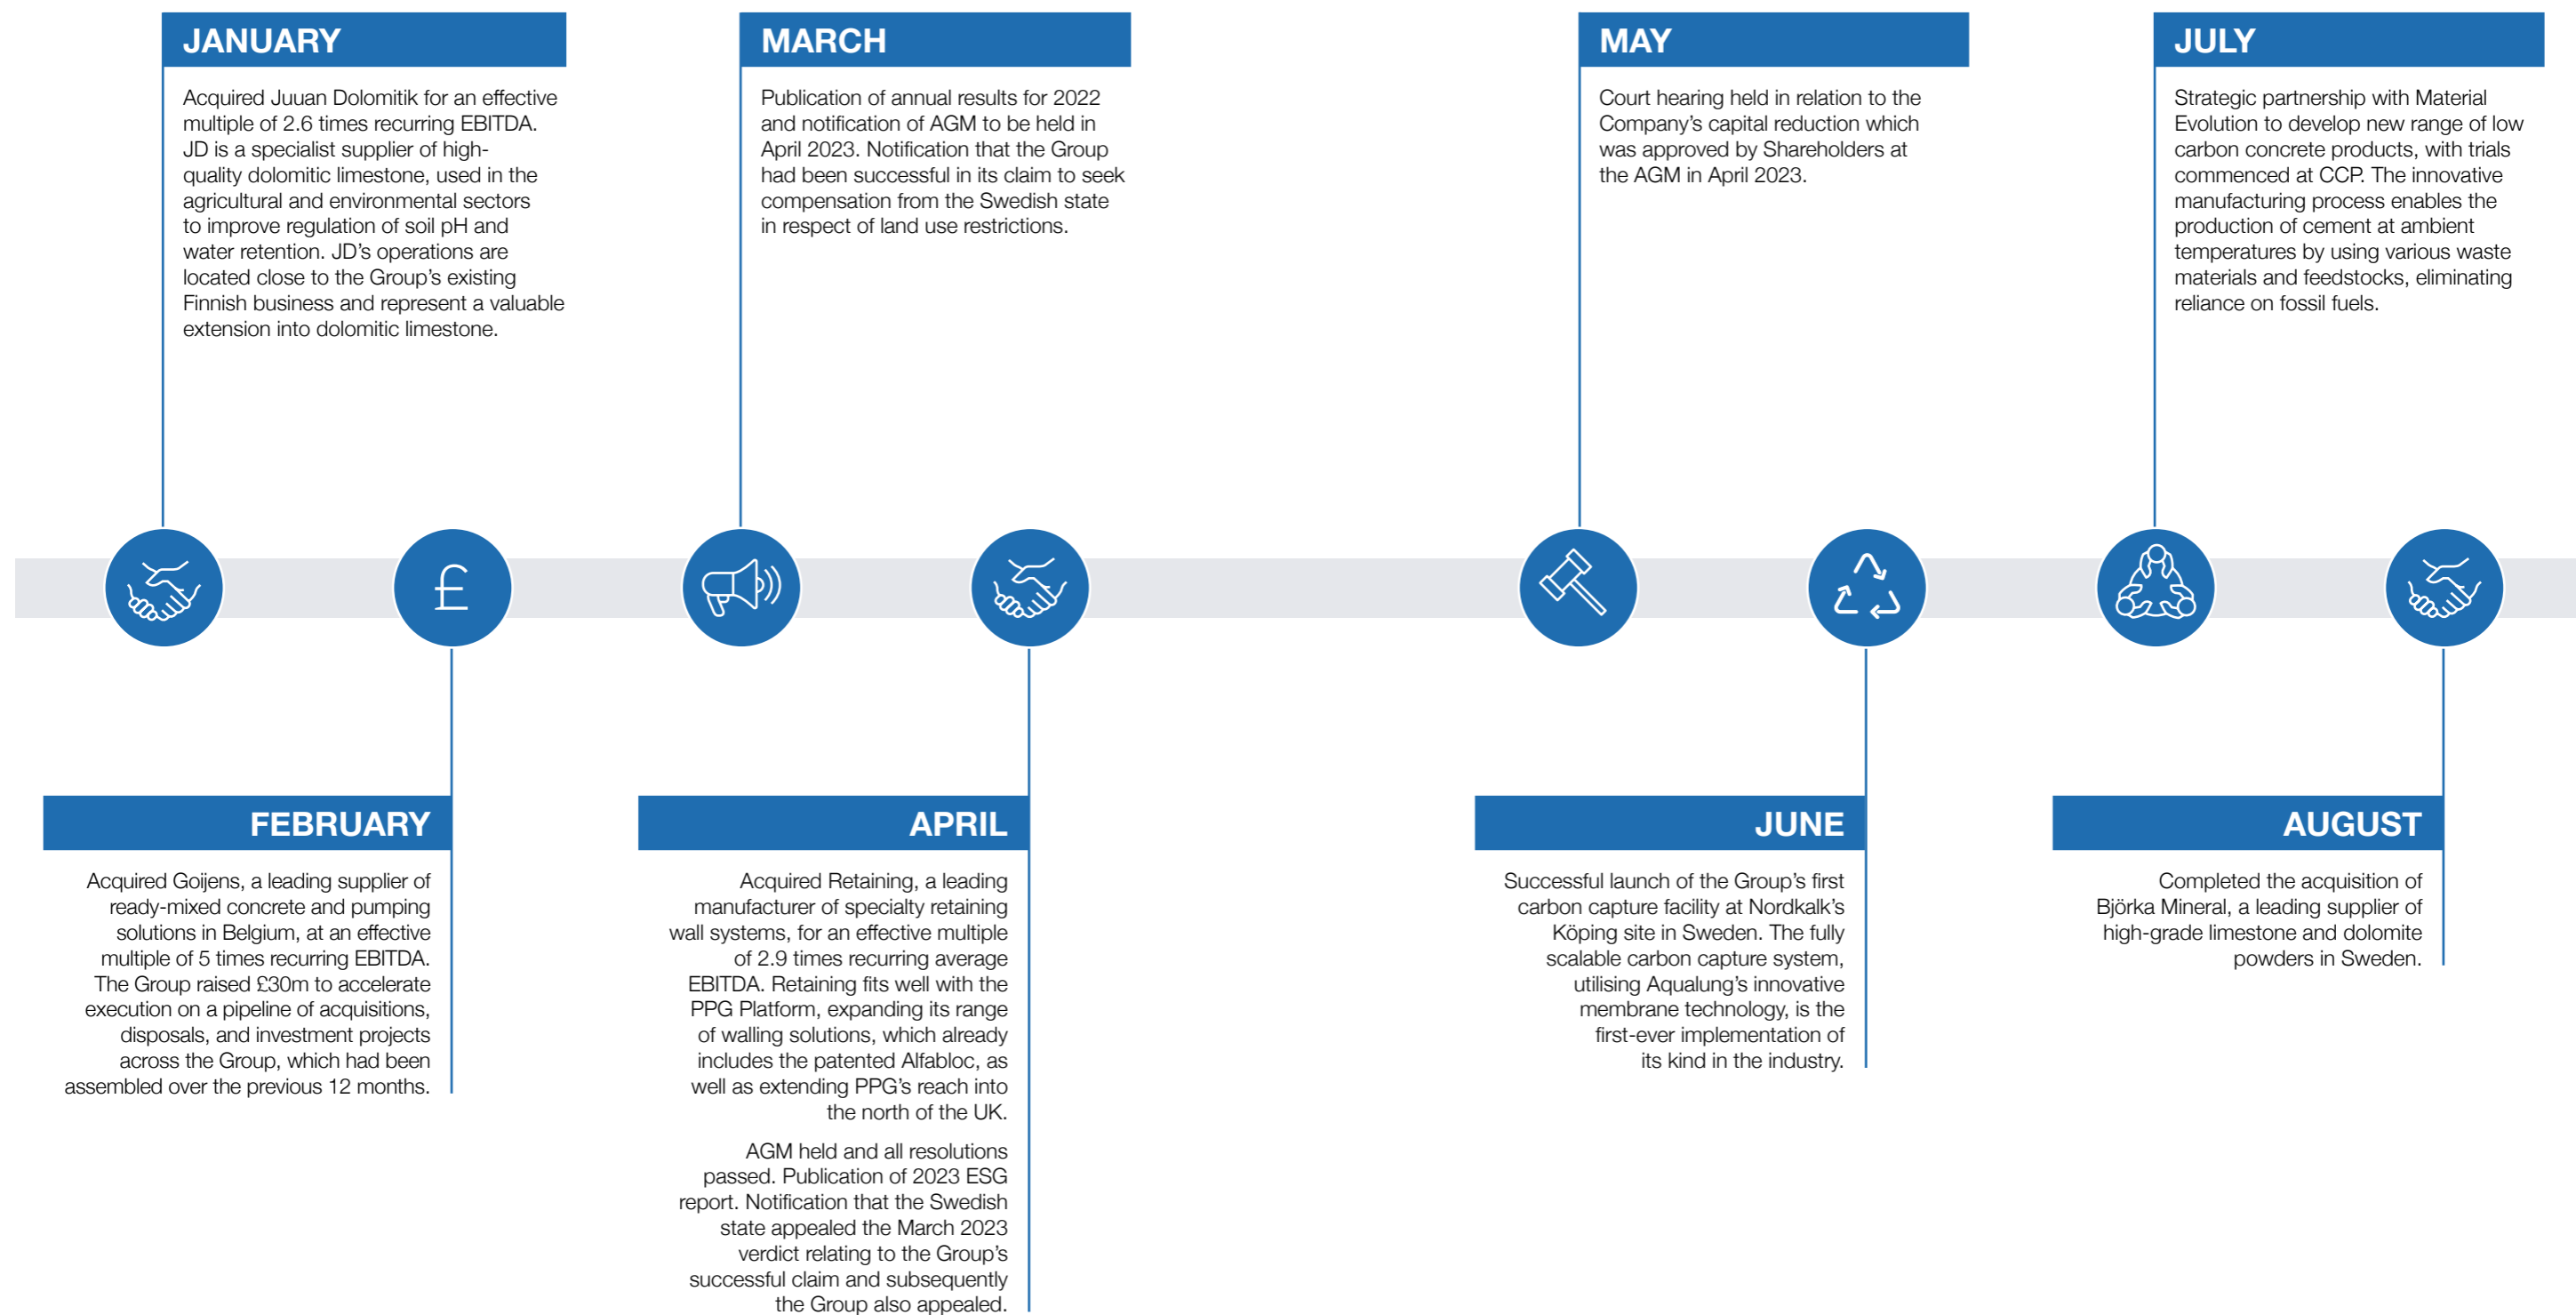 JANUARY
Acquired Juuan Dolomitik for an effective
multiple of 2.6 times recurring EBITDA.
JD is a specialist supplier of high-
quality dolomitic limestone, used in the
agricultural and environmental sectors
to improve regulation of soil pH and
water retention. JD’s operations are
located close to the Group’s existing
Finnish business and represent a valuable
extension into dolomitic limestone.
£
FEBRUARY
Acquired Goijens, a leading supplier of
ready-mixed concrete and pumping
solutions in Belgium, at an effective
multiple of 5 times recurring EBITDA.
The Group raised £30m to accelerate
execution on a pipeline of acquisitions,
disposals, and investment projects
across the Group, which had been
assembled over the previous 12 months.
MARCH
Publication of annual results for 2022
and notification of AGM to be held in
April 2023. Notification that the Group
had been successful in its claim to seek
compensation from the Swedish state
in respect of land use restrictions.
APRIL
Acquired Retaining, a leading
manufacturer of specialty retaining
wall systems, for an effective multiple
of 2.9 times recurring average
EBITDA. Retaining fits well with the
PPG Platform, expanding its range
of walling solutions, which already
includes the patented Alfabloc, as
well as extending PPG’s reach into
the north of the UK.
AGM held and all resolutions
passed. Publication of 2023 ESG
report. Notification that the Swedish
state appealed the March 2023
verdict relating to the Group’s
successful claim and subsequently
the Group also appealed.
MAY
Court hearing held in relation to the
Company’s capital reduction which
was approved by Shareholders at
the AGM in April 2023.
JUNE
Successful launch of the Group’s first
carbon capture facility at Nordkalk’s
Köping site in Sweden. The fully
scalable carbon capture system,
utilising Aqualung’s innovative
membrane technology, is the
first-ever implementation of
its kind in the industry.
JULY
Strategic partnership with Material
Evolution to develop new range of low
carbon concrete products, with trials
commenced at CCP. The innovative
manufacturing process enables the
production of cement at ambient
temperatures by using various waste
materials and feedstocks, eliminating
reliance on fossil fuels.
AUGUST
Completed the acquisition of
Björka Mineral, a leading supplier of
high-grade limestone and dolomite
powders in Sweden.